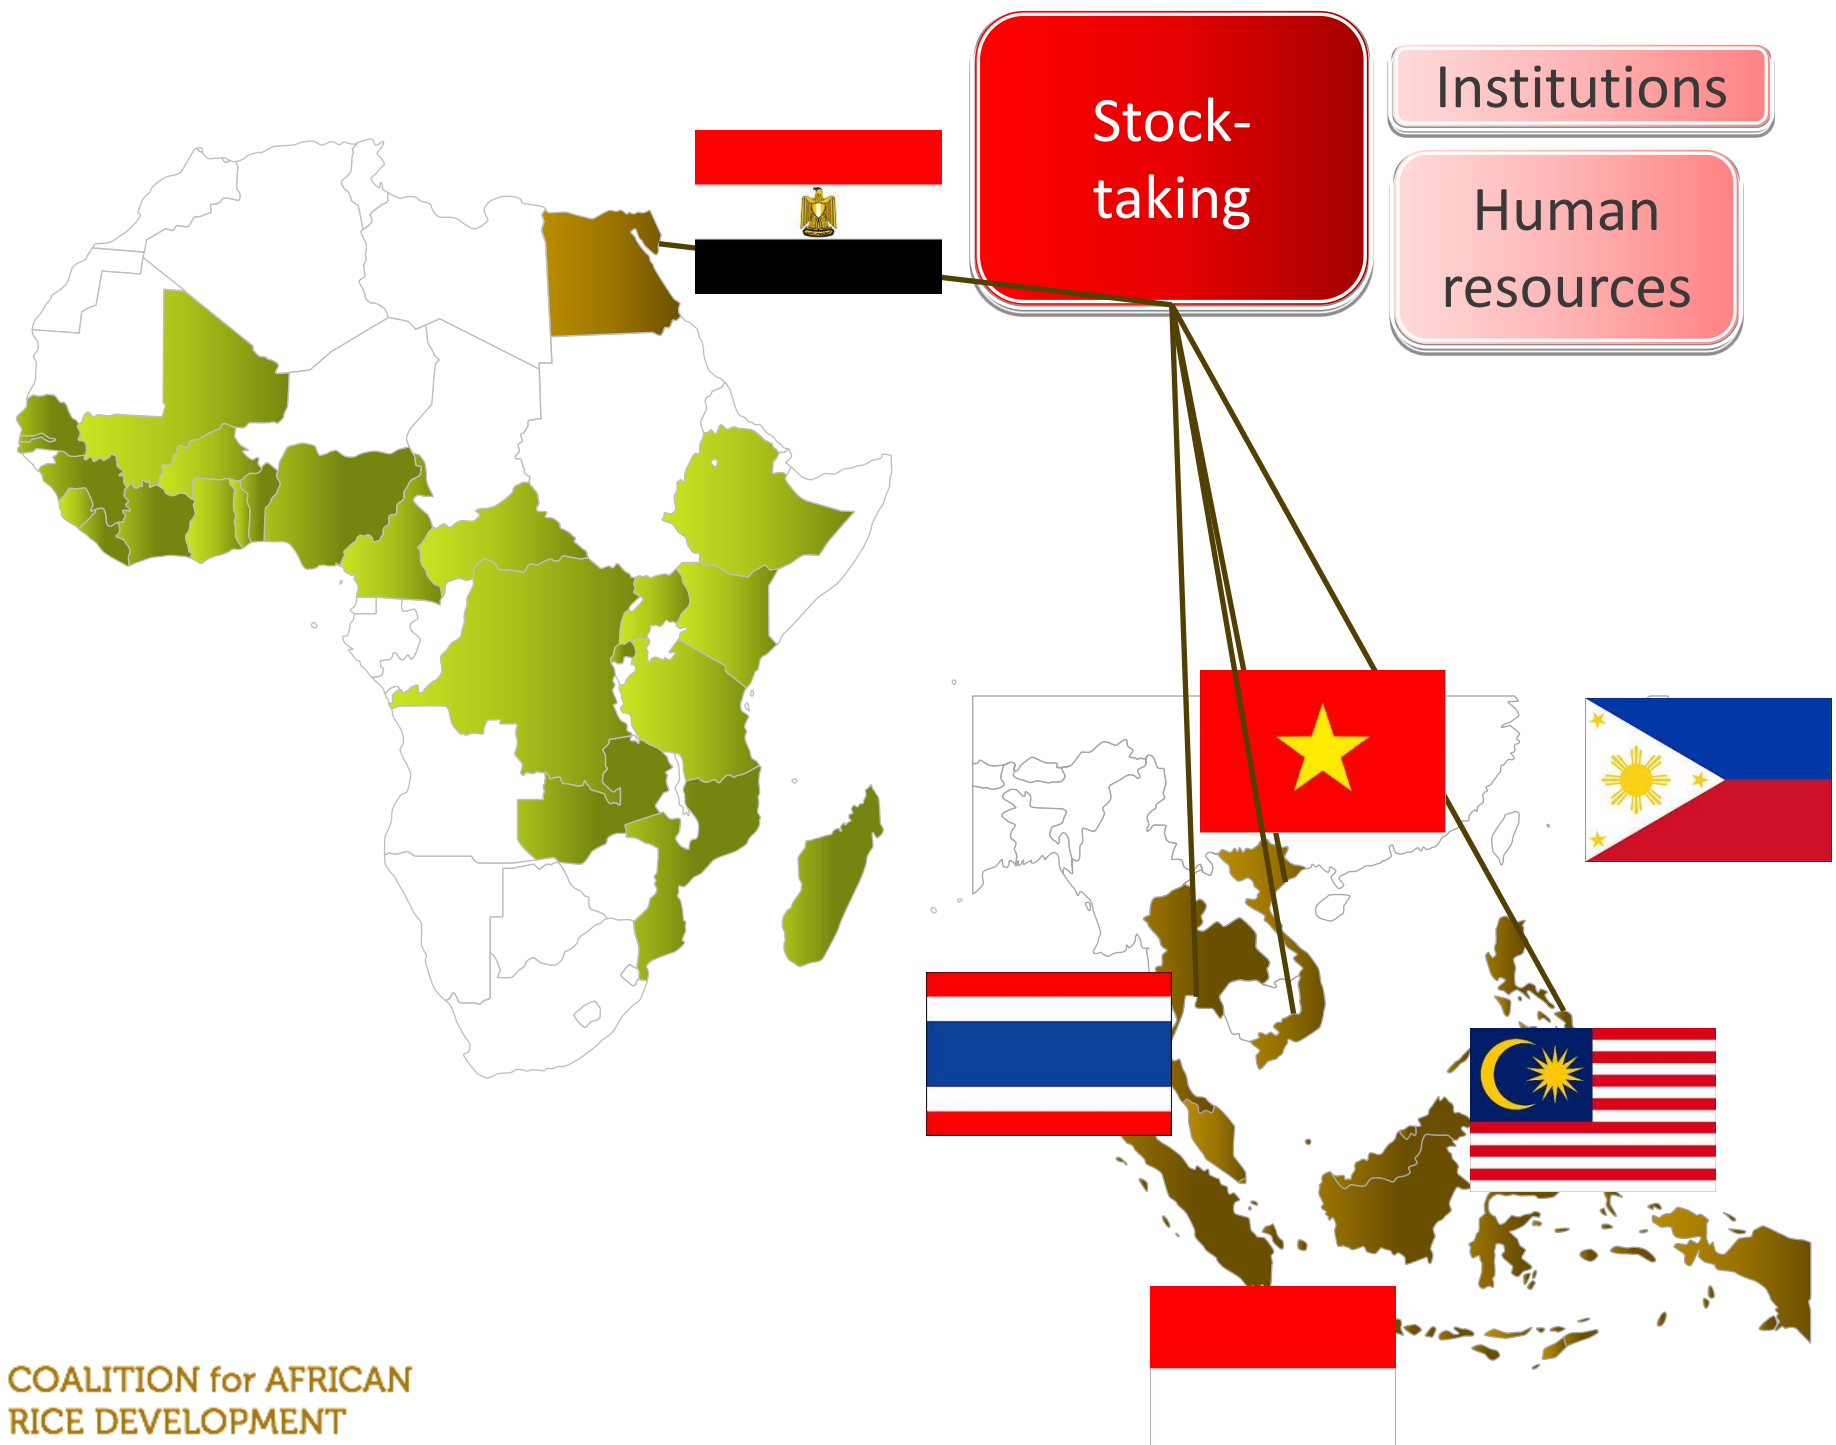 Stock-
taking
Institutions
Human
resources
COALITION for AFRICAN
RICE DEVELOPMENT